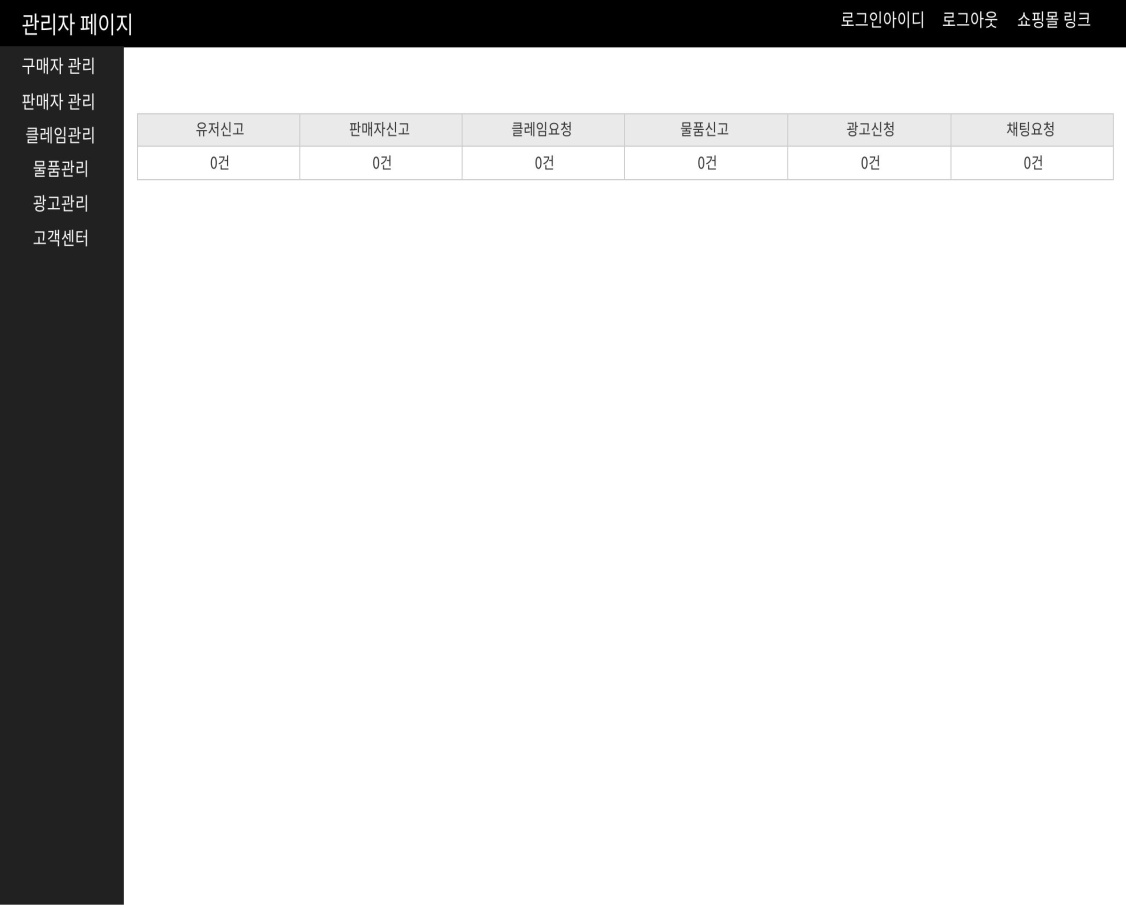 관리자 페이지 로그인아이디 로그아웃 쇼핑몰 링크
구매자 관리
판매자 관리
클레임관리
물품관리
광고관리
고객센터
유저신고 판매자신고 클레임요청 물품신고 광고신청 채팅요청
0건 0건 0건 0건 0건 0건